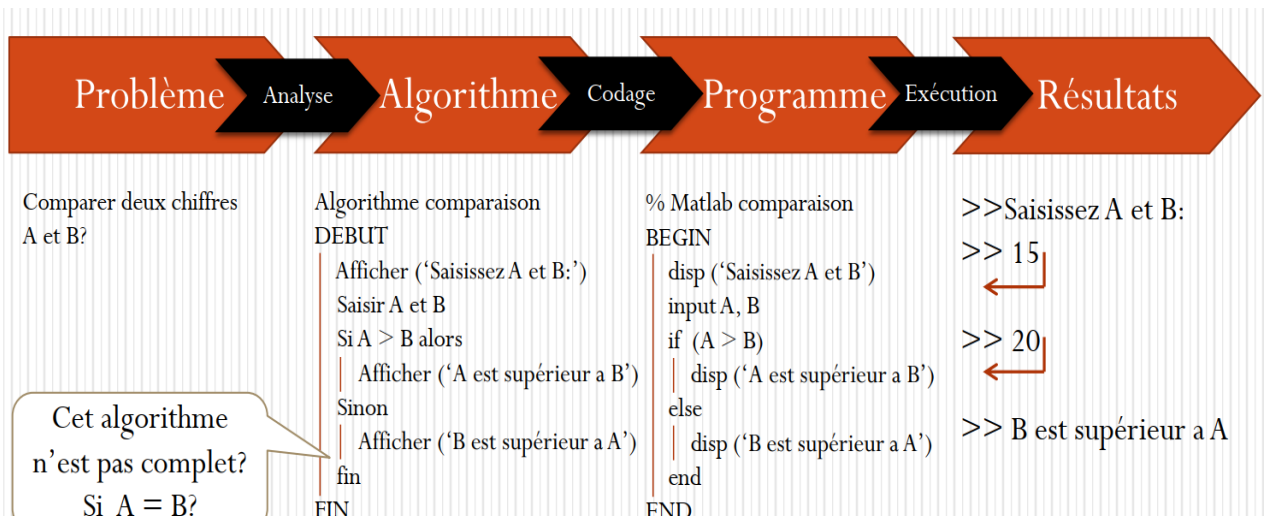 Problème
Analyse
Algorithme
Codage
Programme
Exécution
Résultats
Comparer deux chiffres
A et B?
Cet algorithme
n’est pas complet?
Si A = B?
Algorithme comparaison
DEBUT
Afficher (‘Saisissez A et B:’)
Saisir A et B
Si A > B alors
Afficher (‘A est supérieur a B’)
Sinon
Afficher (‘B est supérieur a A’)
fin
FIN
% Matlab comparaison
BEGIN
disp (‘Saisissez A et B’)
input A, B
if (A > B)
disp (‘A est supérieur a B’)
else
disp (‘B est supérieur a A’)
end
END
>>Saisissez A et B:
>> 15
>> 20
>> B est supérieur a A